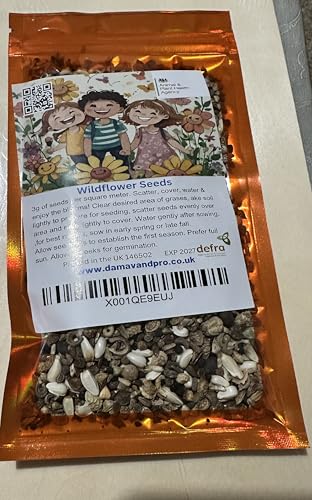 Animal &
Plant Health
Agency
Wildflower Seeds
3g of seeds per square meter. Scatter, cover, water &
enjoy the blooms! Clear desired area of grass, rake soil
lightly to prepare for seeding, scatter seeds evenly over
area and rake lightly to cover. Water gently after sowing,
,for best results, sow in early spring or late fall.
Allow seedlings to establish the first season. Prefer full
sun. Allow weeks for germination.
Packed in the UK146502 EXP 2027
defra
www.damavandpro.co.uk
X001QE9EUJ